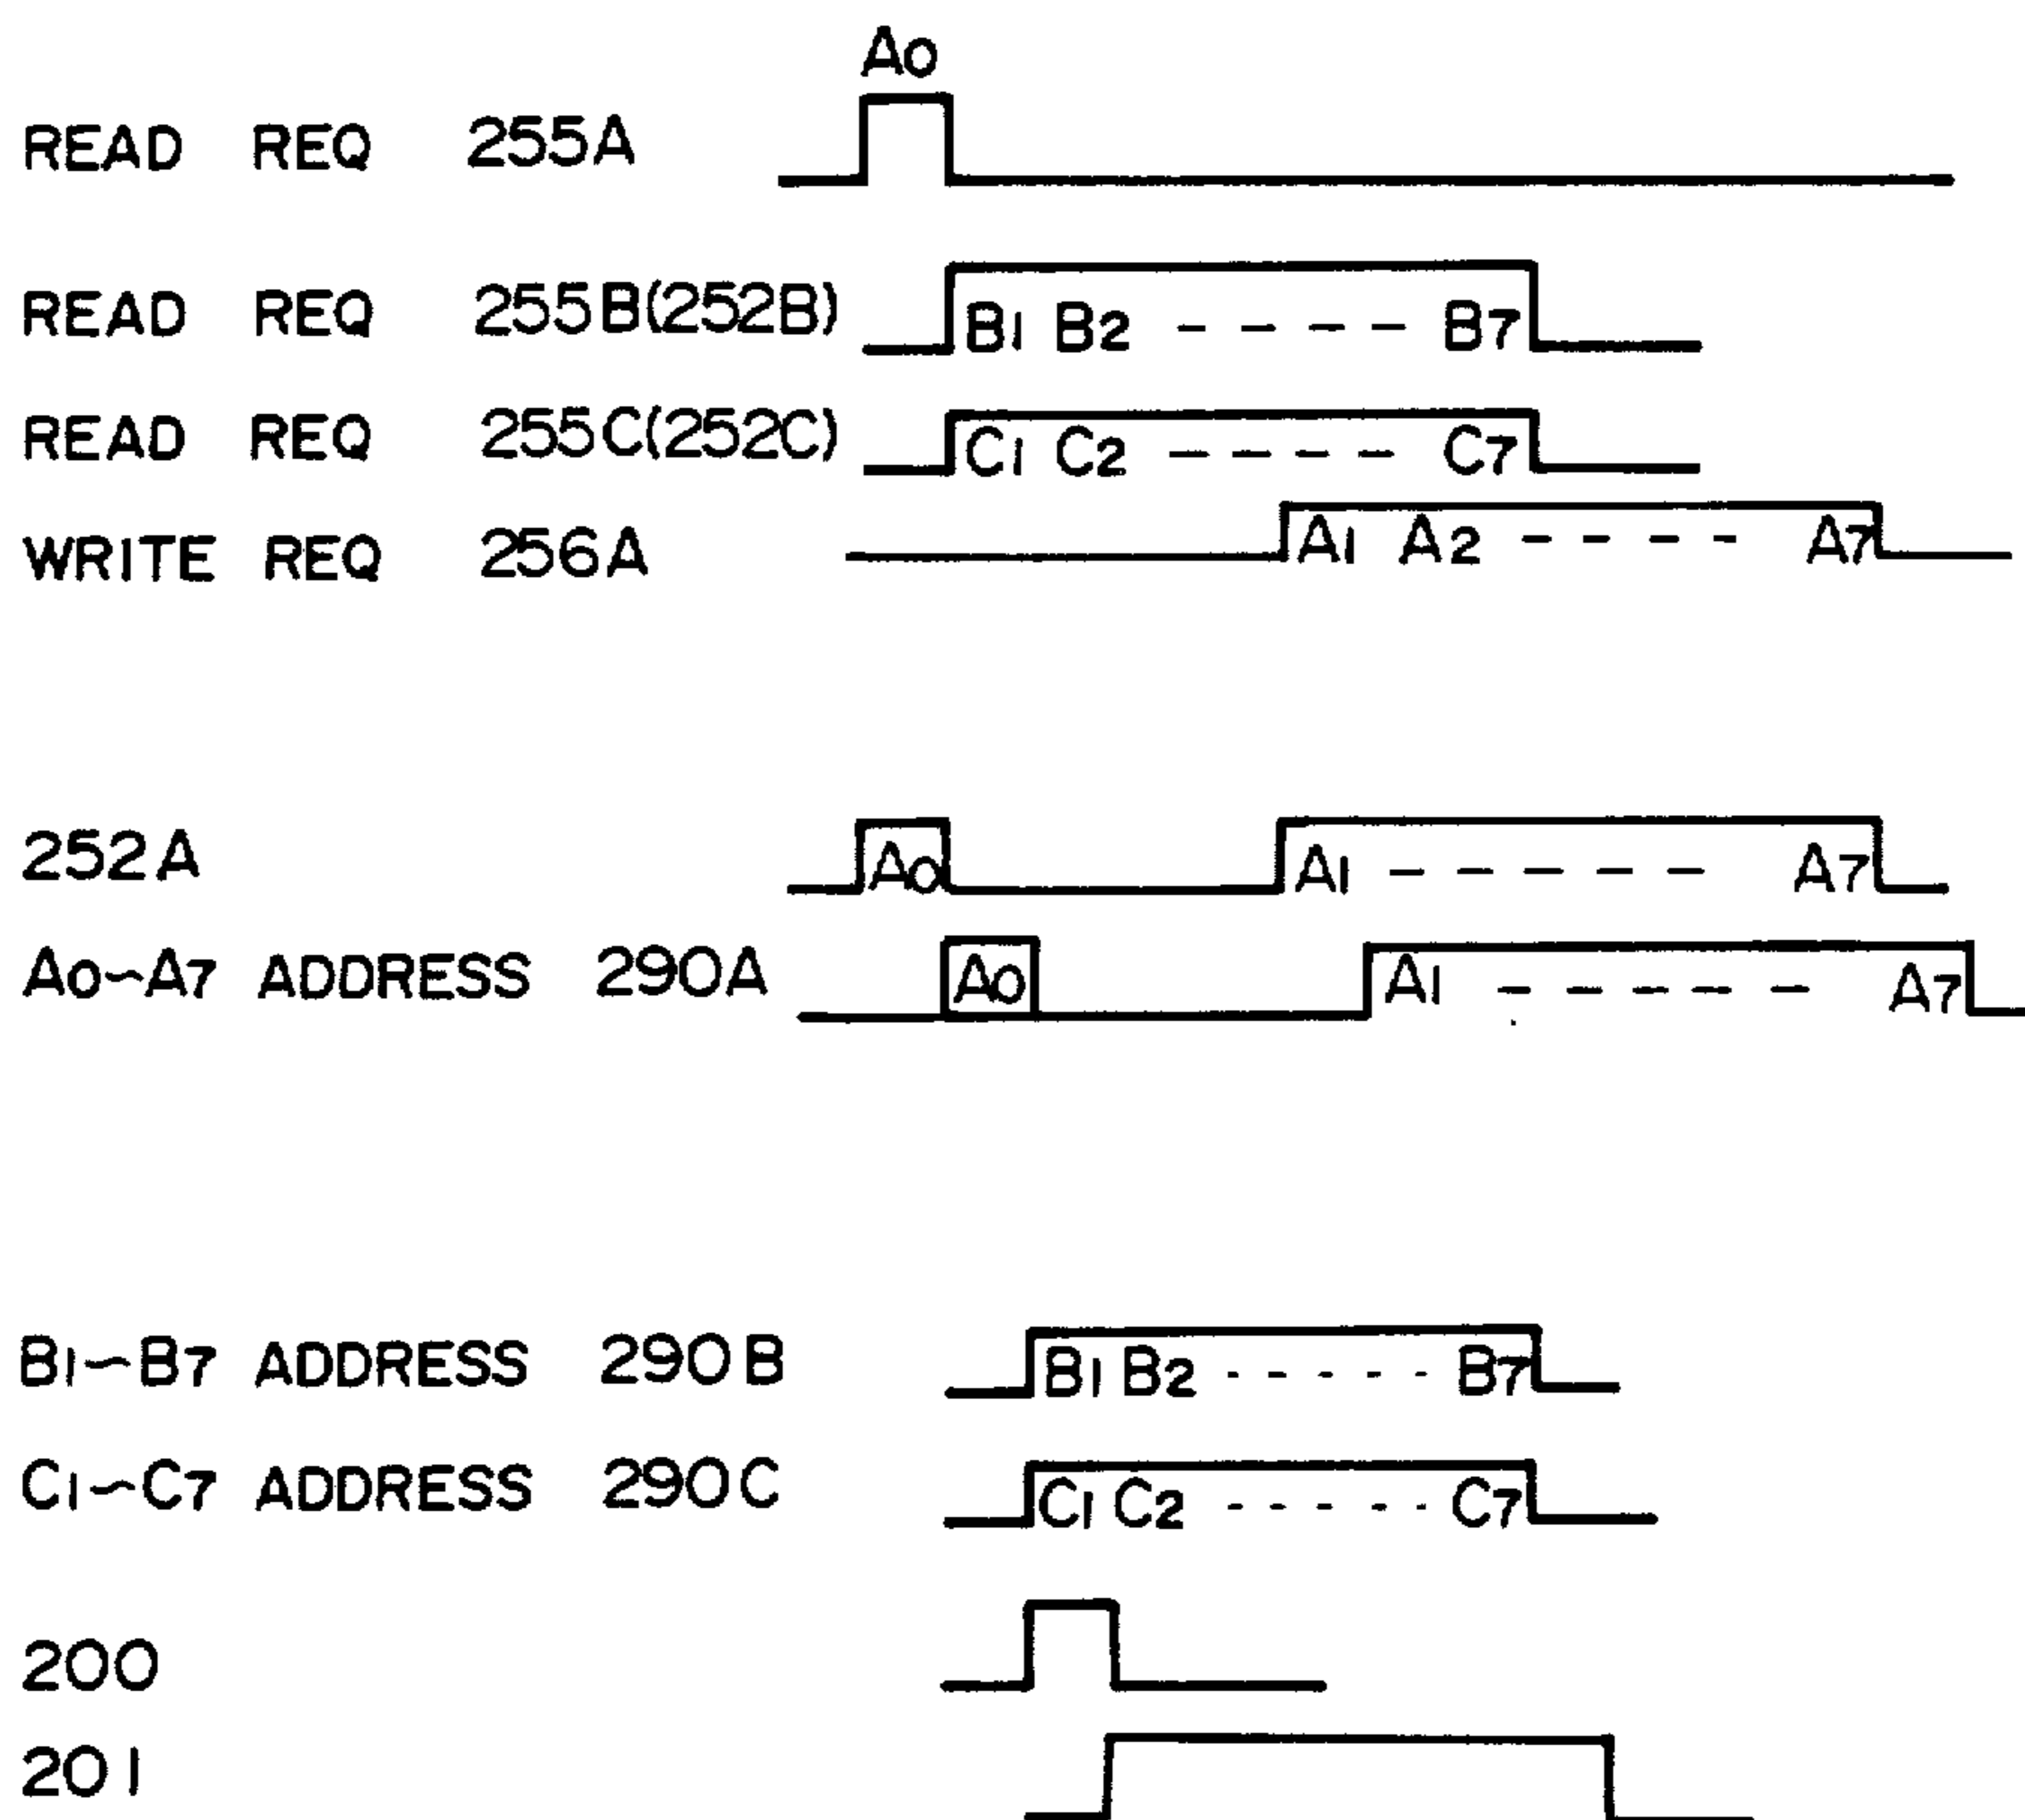 A0
READ REQ 255A
READ REQ 255B(252B) B1 B2 ---- B7
READ REQ 255C(252C) C1 C2 ---- C7
WRITE REQ 256A A1 A2 ---- A7
252A A0 A1 ----- A7
A0~A7 ADDRESS 290A A0 A1 ----- A7
B1~B7 ADDRESS 290B B1 B2 ----- B7
C1~C7 ADDRESS 290C C1 C2 ----- C7
200
201